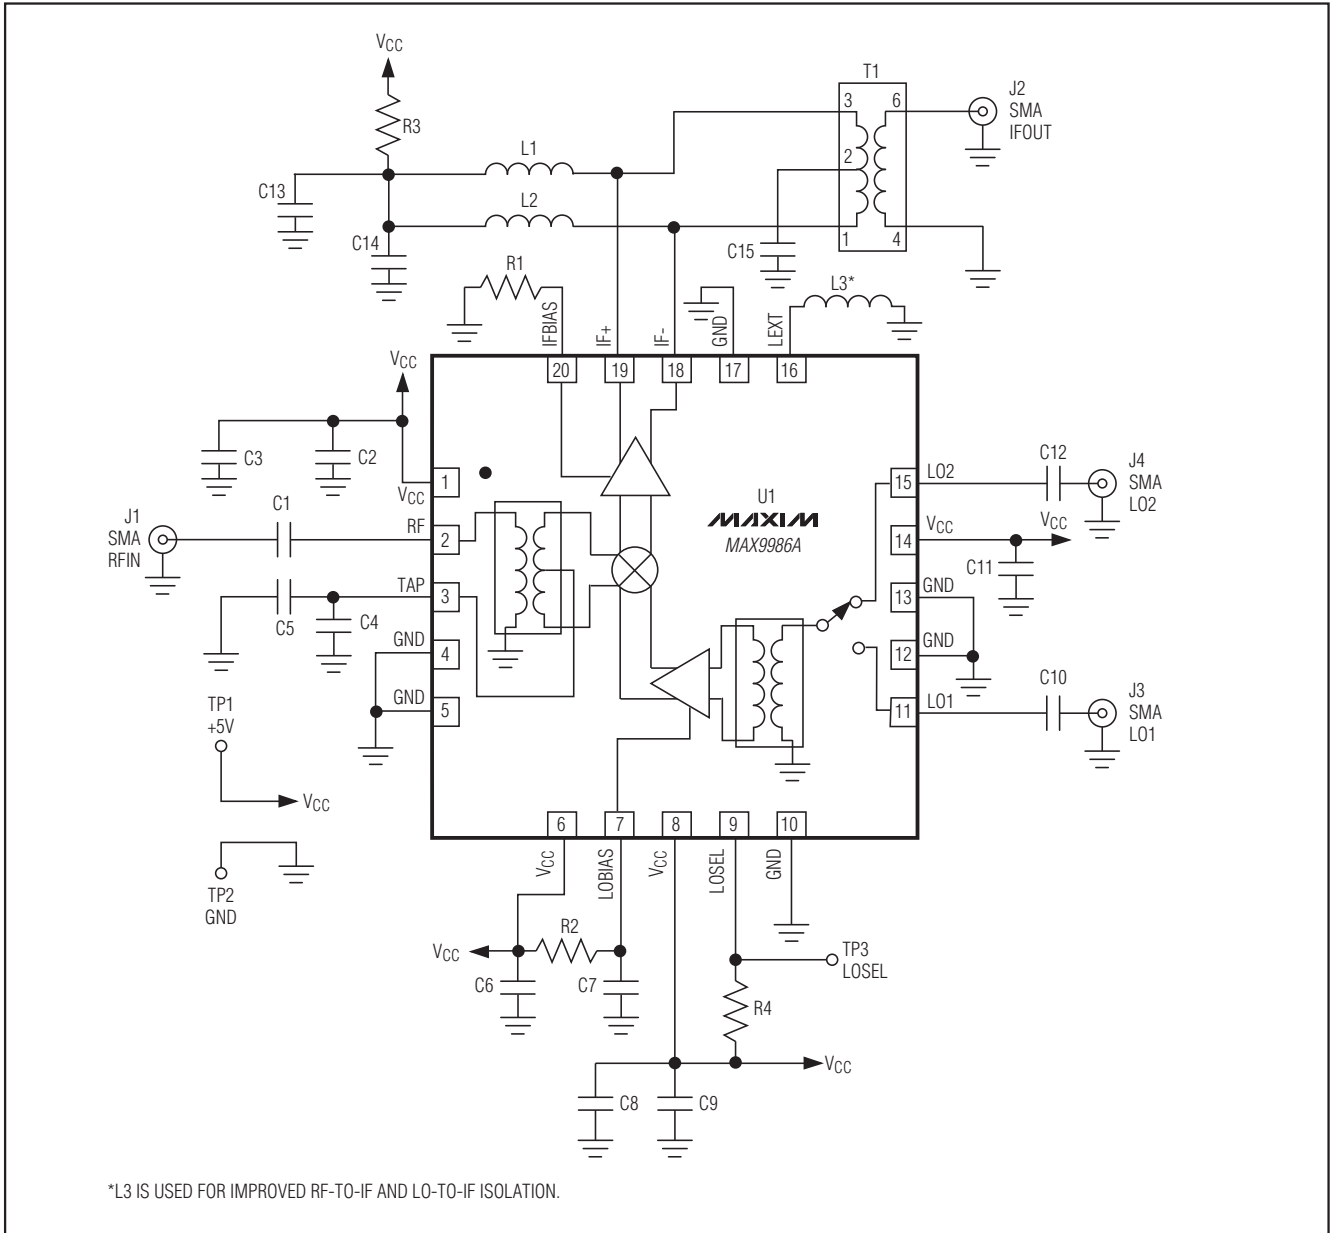 VCC
R3
C13
C14
L1
L2
T1
3
6
2
1
4
J2
SMA
IFOUT
C15
R1
L3*
IFBIAS
IF+
IF-
GND
LEXT
20
19
18
17
16
VCC
C3
C2
1
VCC
J1
SMA
RFIN
C1
RF
2
TAP
3
C5
C4
GND
4
GND
5
U1
MAXIM
MAX9986A
15
LO2
C12
J4
SMA
LO2
14
VCC
VCC
C11
13
GND
12
GND
11
LO1
C10
J3
SMA
LO1
TP1
+5V
VCC
TP2
GND
6
7
8
9
10
VCC
LOBIAS
VCC
LOSEL
GND
VCC
R2
C6
C7
TP3
LOSEL
R4
VCC
C8
C9
*L3 IS USED FOR IMPROVED RF-TO-IF AND LO-TO-IF ISOLATION.